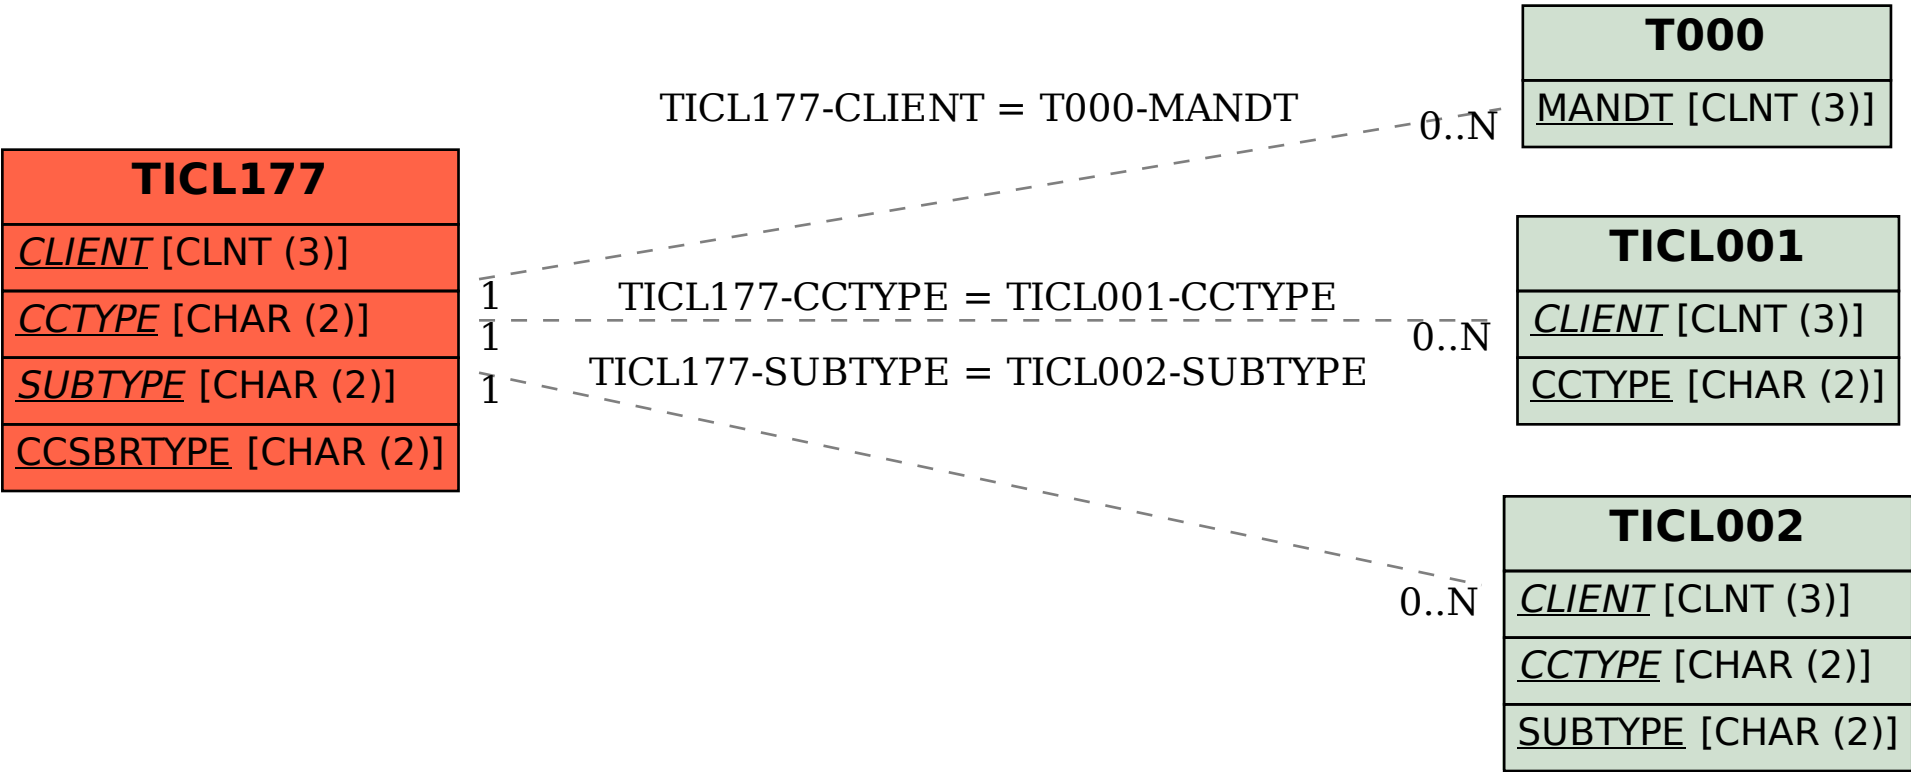 TICL177
CLIENT [CLNT (3)]
CCTYPE [CHAR (2)]
SUBTYPE [CHAR (2)]
CCSBRTYPE [CHAR (2)]
TICL177-CLIENT = T000-MANDT
0..N
1
TICL177-CCTYPE = TICL001-CCTYPE
1
0..N
TICL177-SUBTYPE = TICL002-SUBTYPE
1
0..N
T000
MANDT [CLNT (3)]
TICL001
CLIENT [CLNT (3)]
CCTYPE [CHAR (2)]
TICL002
CLIENT [CLNT (3)]
CCTYPE [CHAR (2)]
SUBTYPE [CHAR (2)]